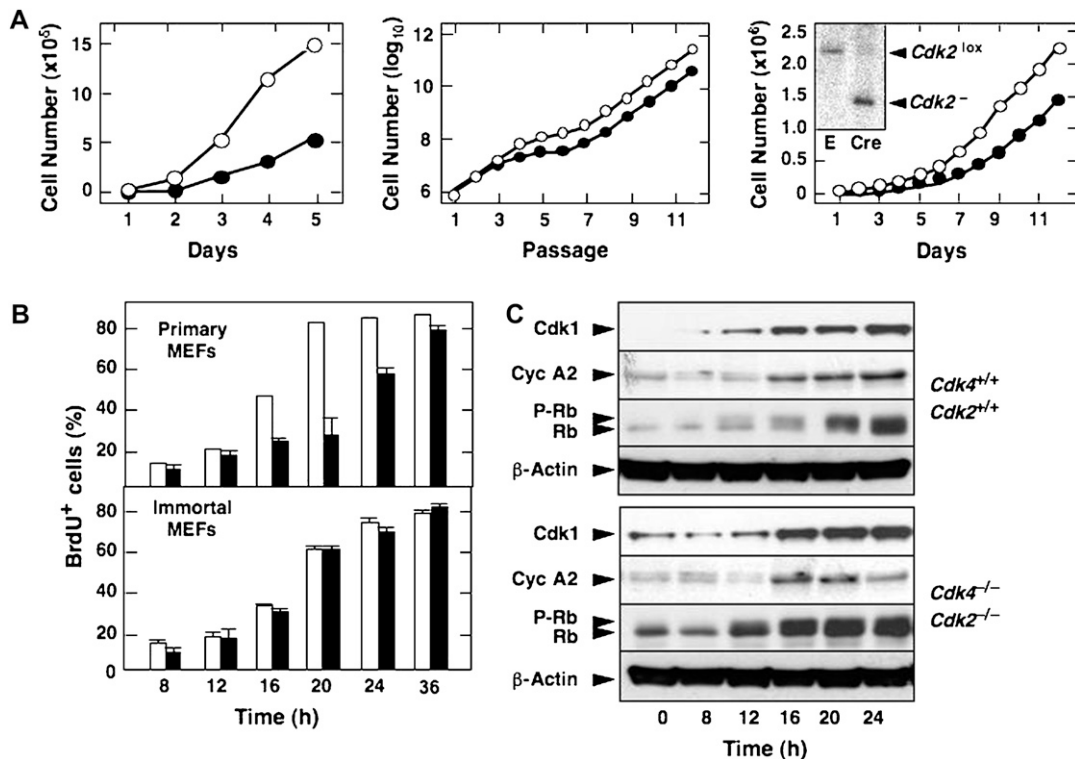 A
Cell Number (x10⁵)
15
10
5
0
1 2 3 4 5
Days
Cell Number (log₁₀)
12
10
8
6
1 3 5 7 9 11
Passage
Cell Number (x10⁶)
2.5
2.0
1.5
1.0
0.5
0
1 3 5 7 9 11
Days
Cdk2 lox
Cdk2 −
E Cre
B
BrdU⁺ cells (%)
Primary
MEFs
80
60
40
20
Immortal
MEFs
80
60
40
20
0
8 12 16 20 24 36
Time (h)
C
Cdk1
Cyc A2
P-Rb
Rb
β-Actin
Cdk4⁺/⁺
Cdk2⁺/⁺
Cdk1
Cyc A2
P-Rb
Rb
β-Actin
Cdk4⁻/⁻
Cdk2⁻/⁻
0 8 12 16 20 24
Time (h)